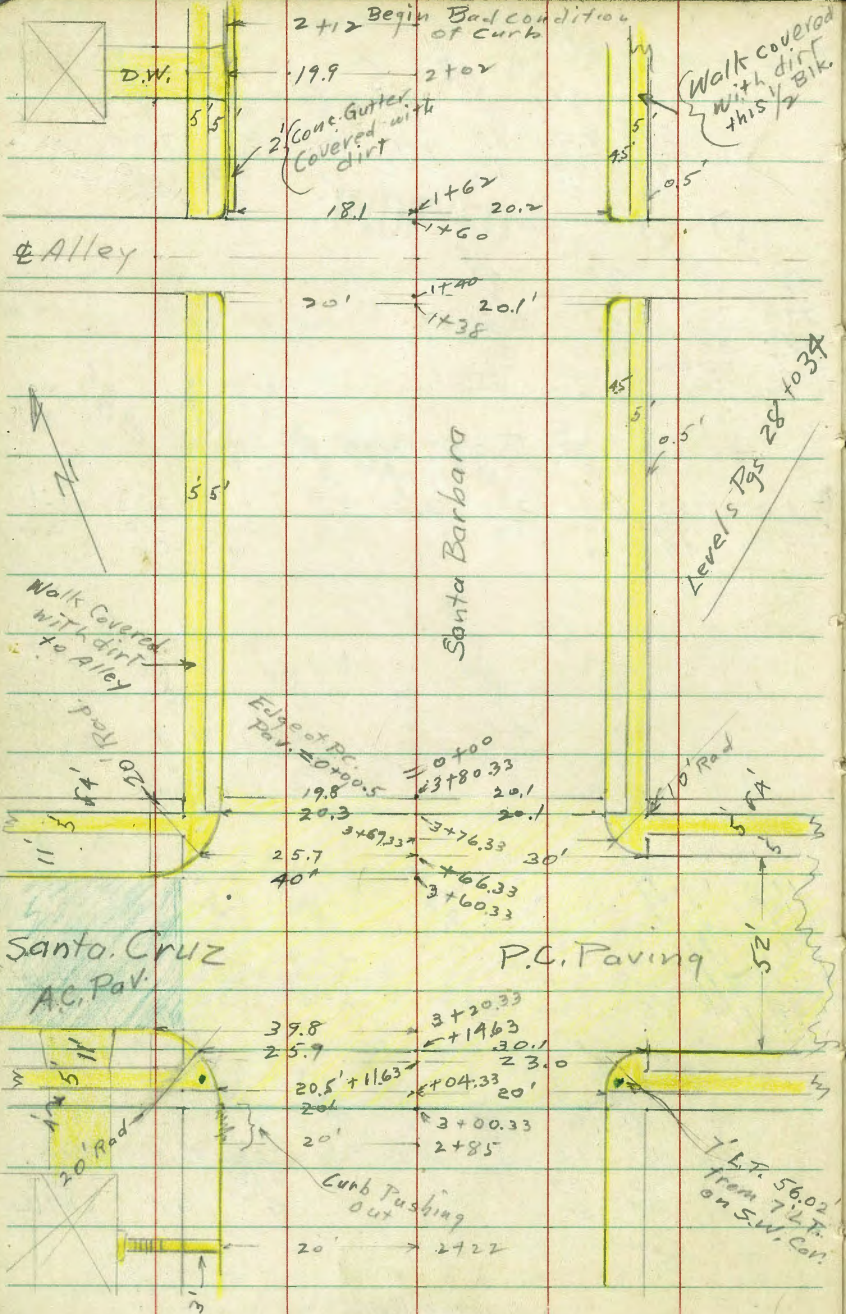 2+12 Begin Bad condition
of Curb
D.W.
19.9 2+02
Walk covered
with dirt
this 1/2 Blk.
5' 5'
2' Conc. Gutter
Covered with
dirt
5'
4.5'
0.5'
18.1 1+62 20.2
1+60
℄ Alley
20' 1+40 20.1'
1+38
4.5
5'
0.5'
Levels Pgs 28 to 34
N
5' 5'
Santa Barbara
Walk Covered
with dirt
to Alley
20' Rad.
Edge of P.C.
Pav. = 0+00.5
0+00
= 3+80.33
10' Rad
19.8 20.1
20.3 20.1
3+76.33
3+69.33
25.7 30'
+66.33
40'
3+60.33
11' 5'
5' 5'
52'
Santa. Cruz P.C. Paving
A.C. Pav.
3+20.33
39.8
+14.63
25.9 30.1
23.0
20.5' +11.63 +04.33 20'
20'
3+00.33
20' 2+85
11'
5'
20' Rad
Curb Pushing
Out
7' L.T. 56.02'
from 7' L.T.
on S.W. Cor.
20' 2+22
3'